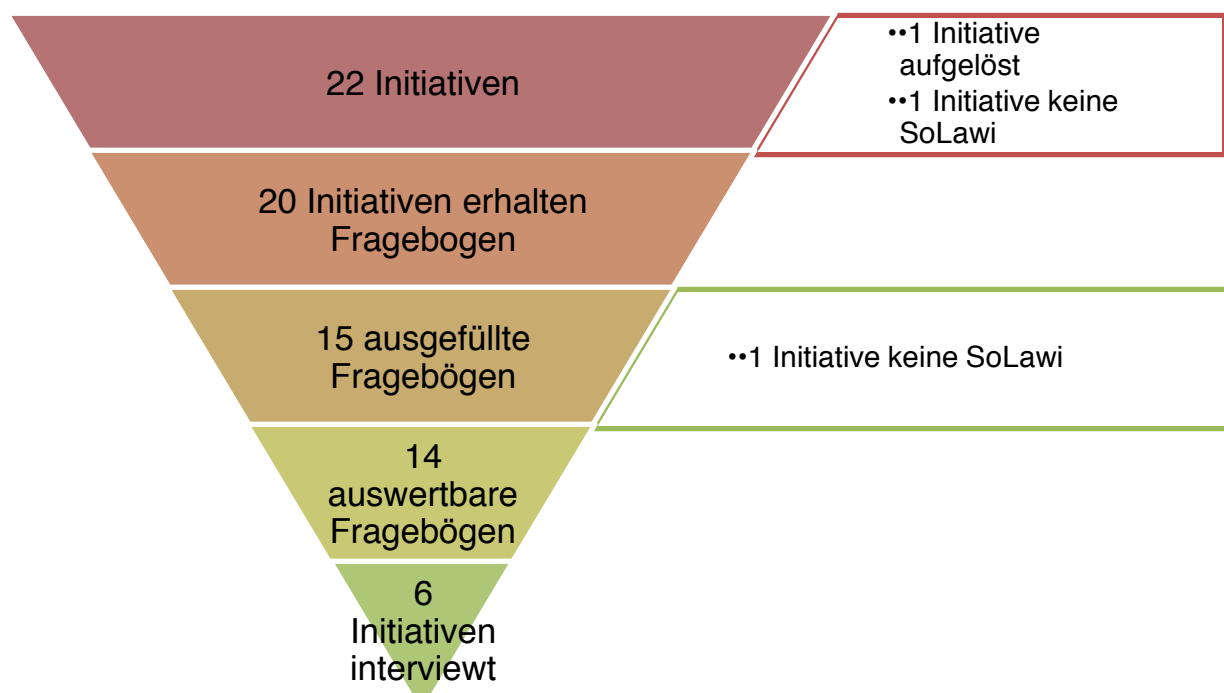 22 Initiativen
••1 Initiative
aufgelöst
••1 Initiative keine
SoLawi
20 Initiativen erhalten
Fragebogen
15 ausgefüllte
Fragebögen
••1 Initiative keine SoLawi
14
auswertbare
Fragebögen
6
Initiativen
interviewt